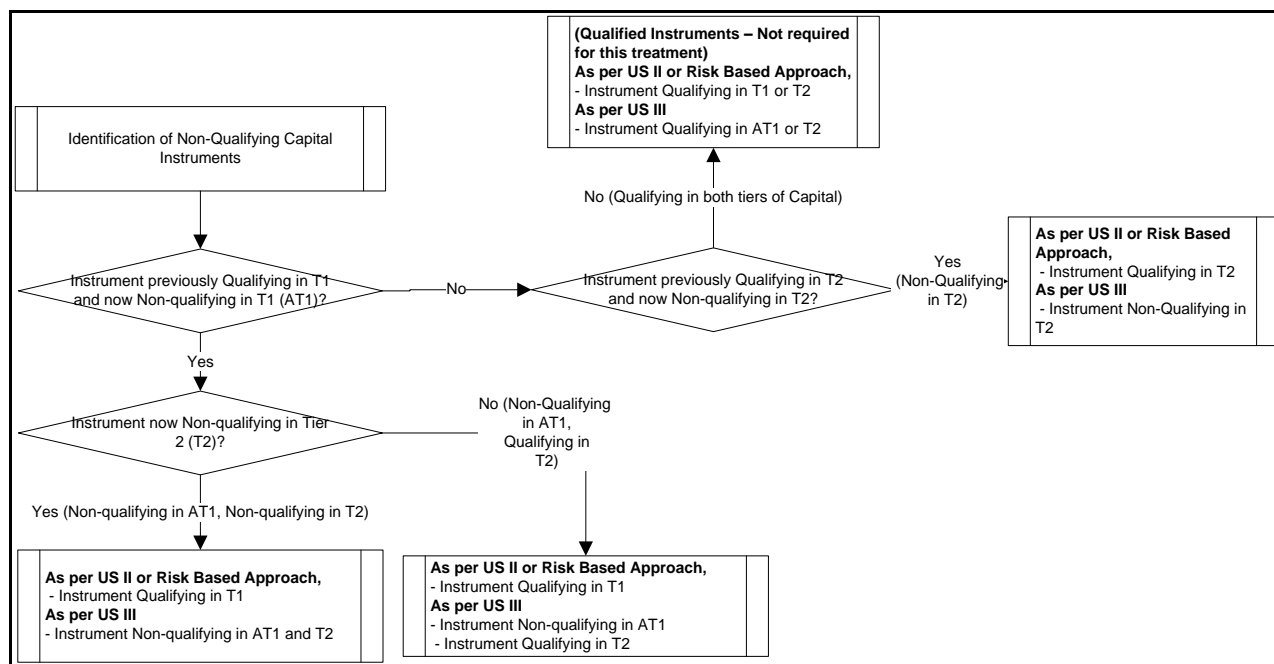 (Qualified Instruments – Not required
for this treatment)
As per US II or Risk Based Approach,
- Instrument Qualifying in T1 or T2
As per US III
- Instrument Qualifying in AT1 or T2
Identification of Non-Qualifying Capital
Instruments
No (Qualifying in both tiers of Capital)
Instrument previously Qualifying in T1
and now Non-qualifying in T1 (AT1)?
No
Instrument previously Qualifying in T2
and now Non-qualifying in T2?
Yes
(Non-Qualifying
in T2)
As per US II or Risk Based
Approach,
- Instrument Qualifying in T2
As per US III
- Instrument Non-Qualifying in
T2
Yes
Instrument now Non-qualifying in Tier
2 (T2)?
No (Non-Qualifying
in AT1,
Qualifying in
T2)
Yes (Non-qualifying in AT1, Non-qualifying in T2)
As per US II or Risk Based Approach,
- Instrument Qualifying in T1
As per US III
- Instrument Non-qualifying in AT1 and T2
As per US II or Risk Based Approach,
- Instrument Qualifying in T1
As per US III
- Instrument Non-qualifying in AT1
- Instrument Qualifying in T2